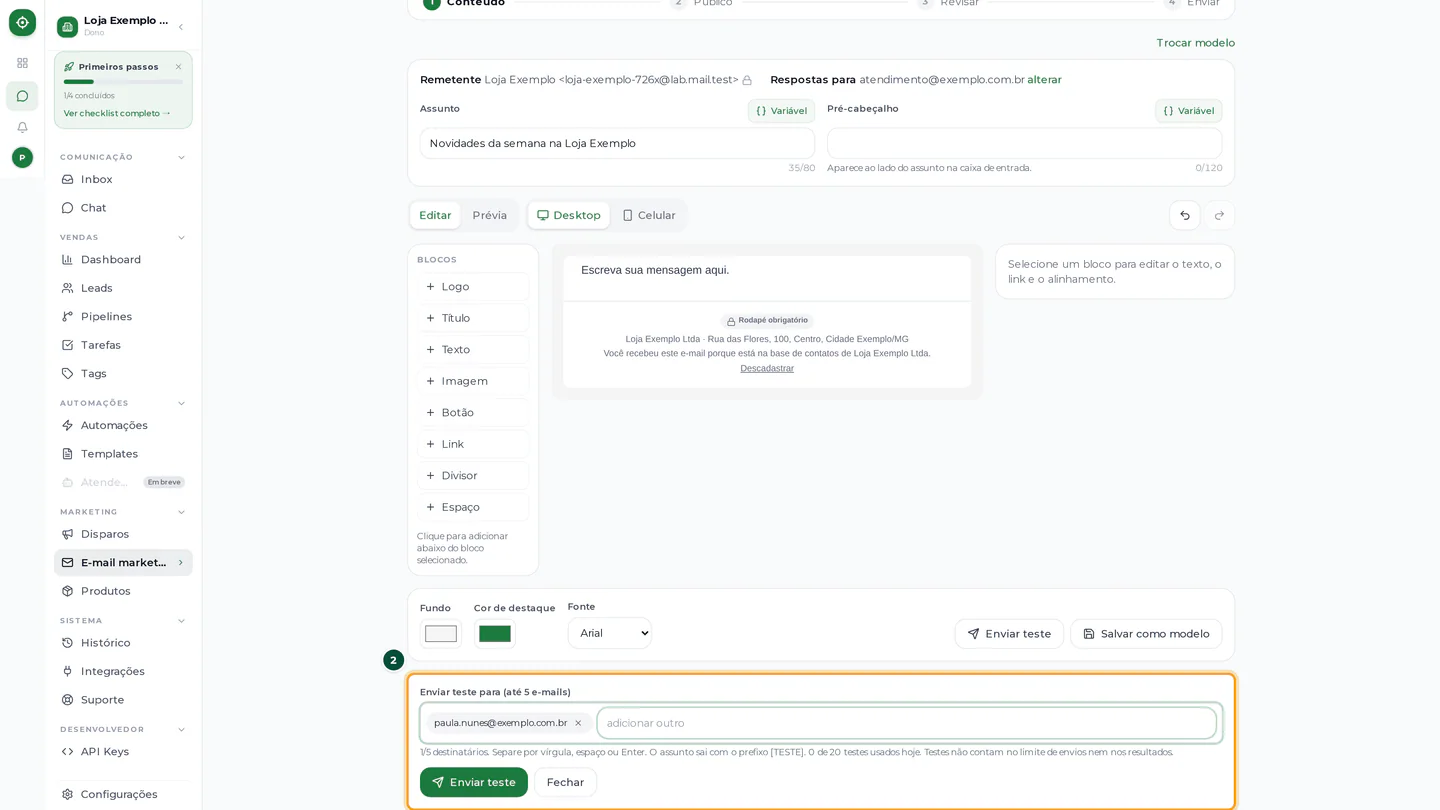 Loja Exemplo ...
Dono
Primeiros passos
1/4 concluídos
Ver checklist completo →
P
COMUNICAÇÃO
Inbox
Chat
VENDAS
Dashboard
Leads
Pipelines
Tarefas
Tags
AUTOMAÇÕES
Automações
Templates
Atende... Em breve
MARKETING
Disparos
E-mail market...
Produtos
SISTEMA
Histórico
Integrações
Suporte
DESENVOLVEDOR
API Keys
Configurações
1 Conteúdo 2 Público 3 Revisar 4 Enviar
Trocar modelo
Remetente Loja Exemplo <loja-exemplo-726x@lab.mail.test> Respostas para atendimento@exemplo.com.br alterar
Assunto { } Variável Pré-cabeçalho { } Variável
Novidades da semana na Loja Exemplo
35/80 Aparece ao lado do assunto na caixa de entrada. 0/120
Editar Prévia Desktop Celular
BLOCOS
+ Logo
+ Título
+ Texto
+ Imagem
+ Botão
+ Link
+ Divisor
+ Espaço
Clique para adicionar
abaixo do bloco
selecionado.
Escreva sua mensagem aqui.
Rodapé obrigatório
Loja Exemplo Ltda · Rua das Flores, 100, Centro, Cidade Exemplo/MG
Você recebeu este e-mail porque está na base de contatos de Loja Exemplo Ltda.
Descadastrar
Selecione um bloco para editar o texto, o
link e o alinhamento.
Fundo Cor de destaque Fonte
Arial
Enviar teste Salvar como modelo
2
Enviar teste para (até 5 e-mails)
paula.nunes@exemplo.com.br × adicionar outro
1/5 destinatários. Separe por vírgula, espaço ou Enter. O assunto sai com o prefixo [TESTE]. 0 de 20 testes usados hoje. Testes não contam no limite de envios nem nos resultados.
Enviar teste Fechar